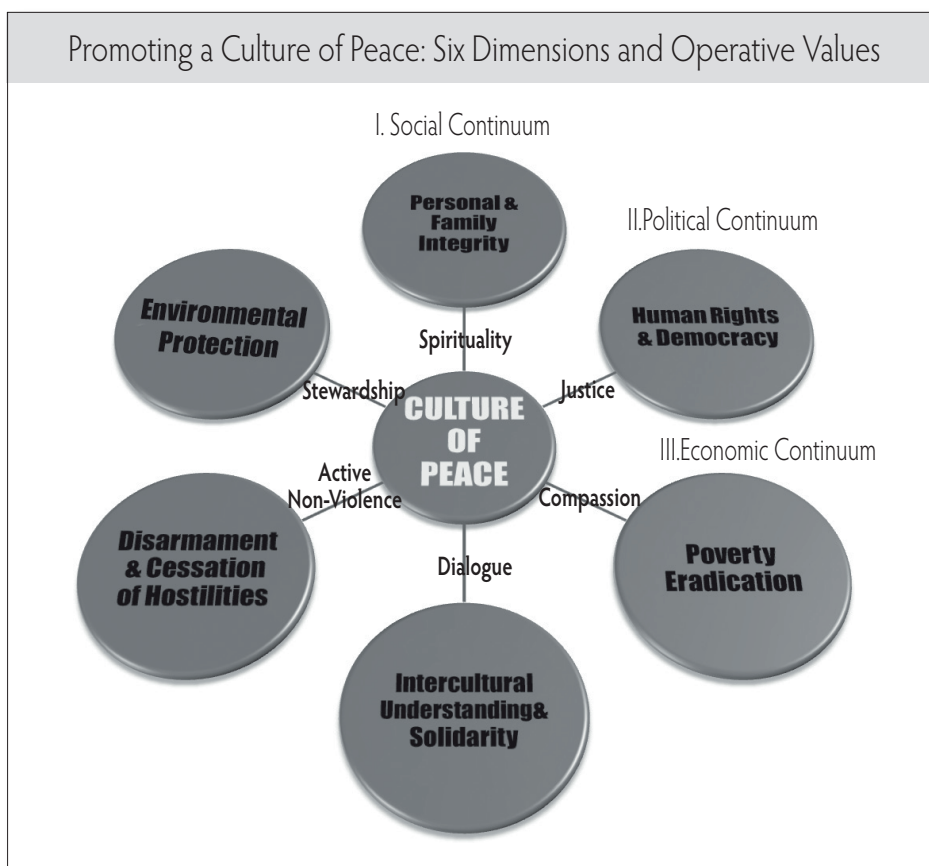 Promoting a Culture of Peace: Six Dimensions and Operative Values
I. Social Continuum
Personal &
Family
Integrity
II.Political Continuum
Human Rights
& Democracy
Environmental
Protection
Spirituality
Stewardship
Justice
CULTURE
OF
PEACE
III.Economic Continuum
Active
Non-Violence
Compassion
Disarmament
& Cessation
of Hostilities
Dialogue
Poverty
Eradication
Intercultural
Understanding&
Solidarity